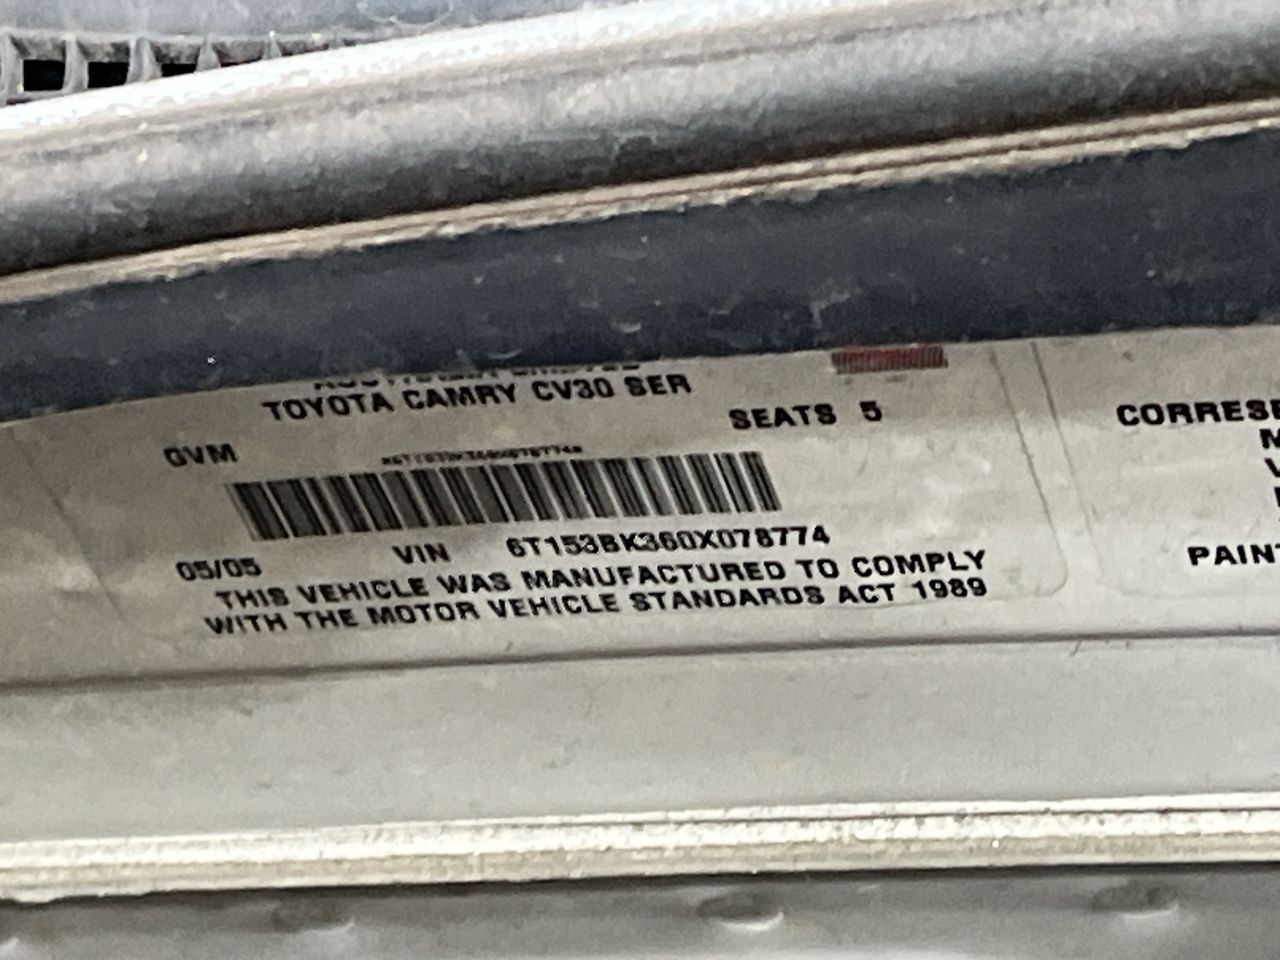 TOYOTA CAMRY CV30 SER
SEATS 5
GVM
05/05 VIN 6T153BK360X078774
THIS VEHICLE WAS MANUFACTURED TO COMPLY
WITH THE MOTOR VEHICLE STANDARDS ACT 1989
CORRES
PAINT